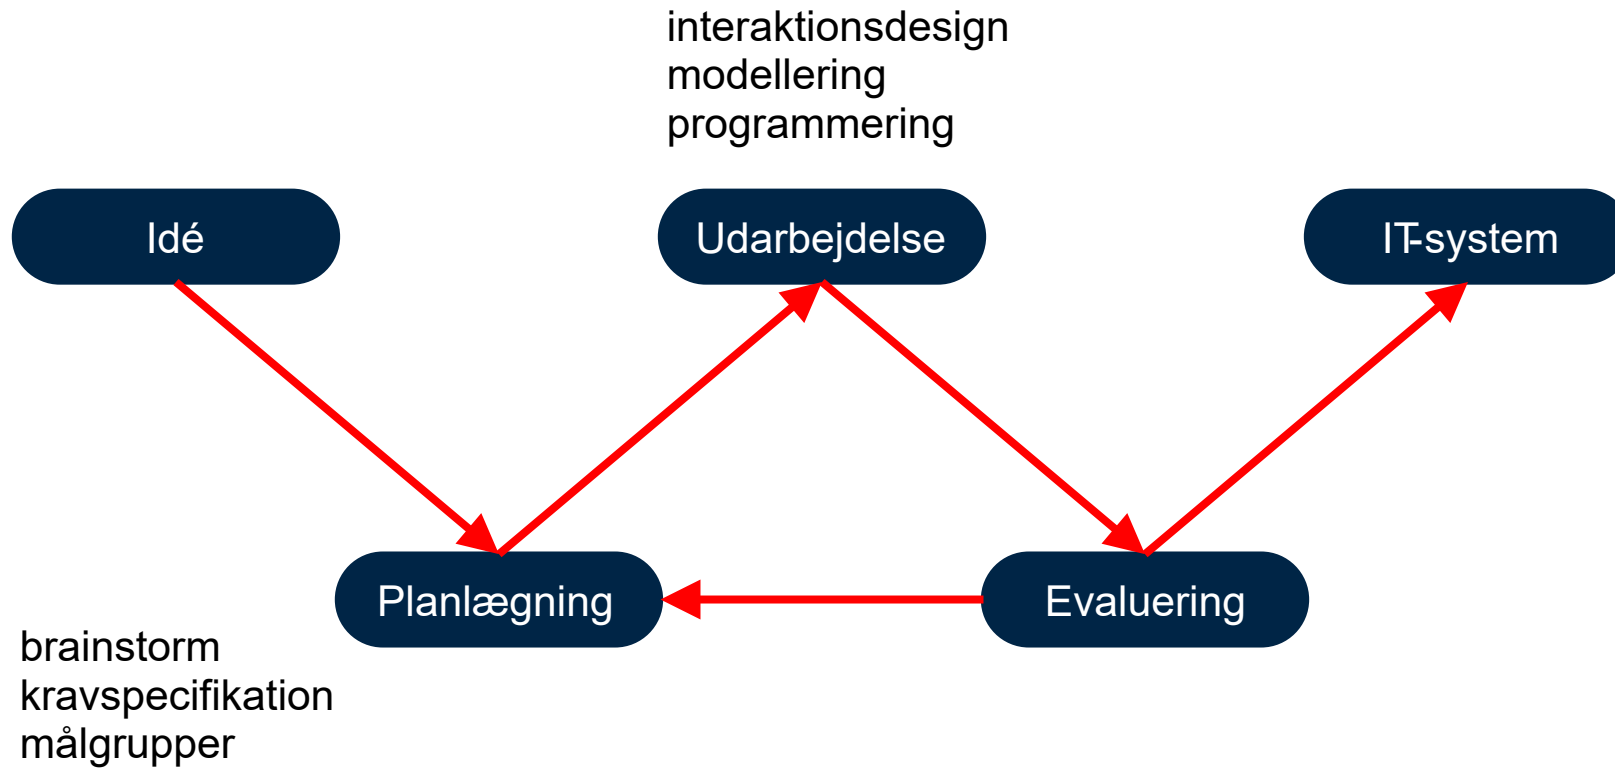 interaktionsdesign
modellering
programmering
Idé
Udarbejdelse
IT-system
Planlægning
Evaluering
brainstorm
kravspecifikation
målgrupper